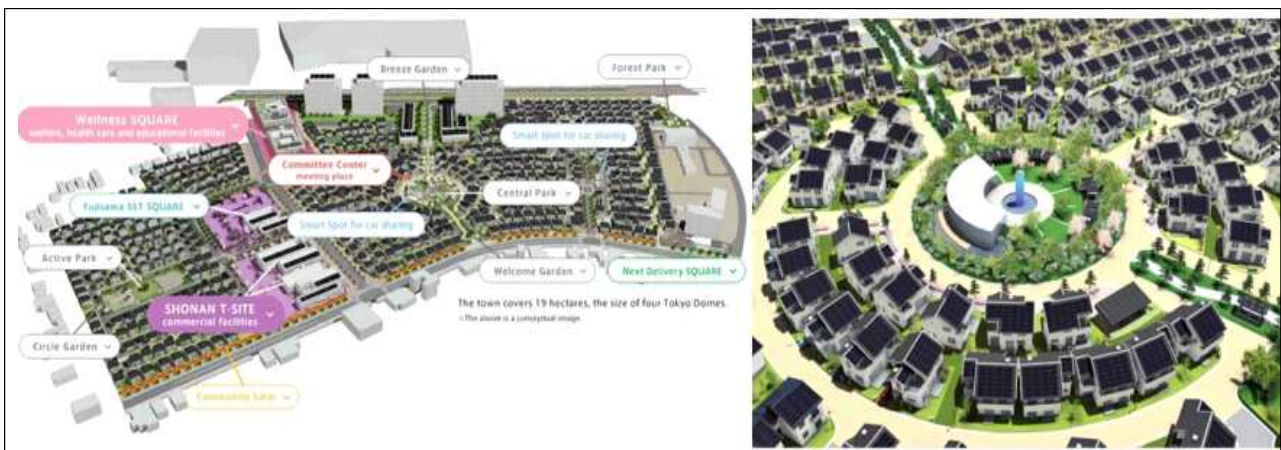 Breeze Garden
Forest Park
Wellness SQUARE
welfare, health care and educational facilities
Smart Spot for car sharing
Committee Center
meeting place
Central Park
Fujisawa SST SQUARE
Smart Spot for car sharing
Active Park
Welcome Garden
Next Delivery SQUARE
SHONAN T-SITE
commercial facilities
The town covers 19 hectares, the size of four Tokyo Domes.
※The above is a conceptual image.
Circle Garden
Community Solar